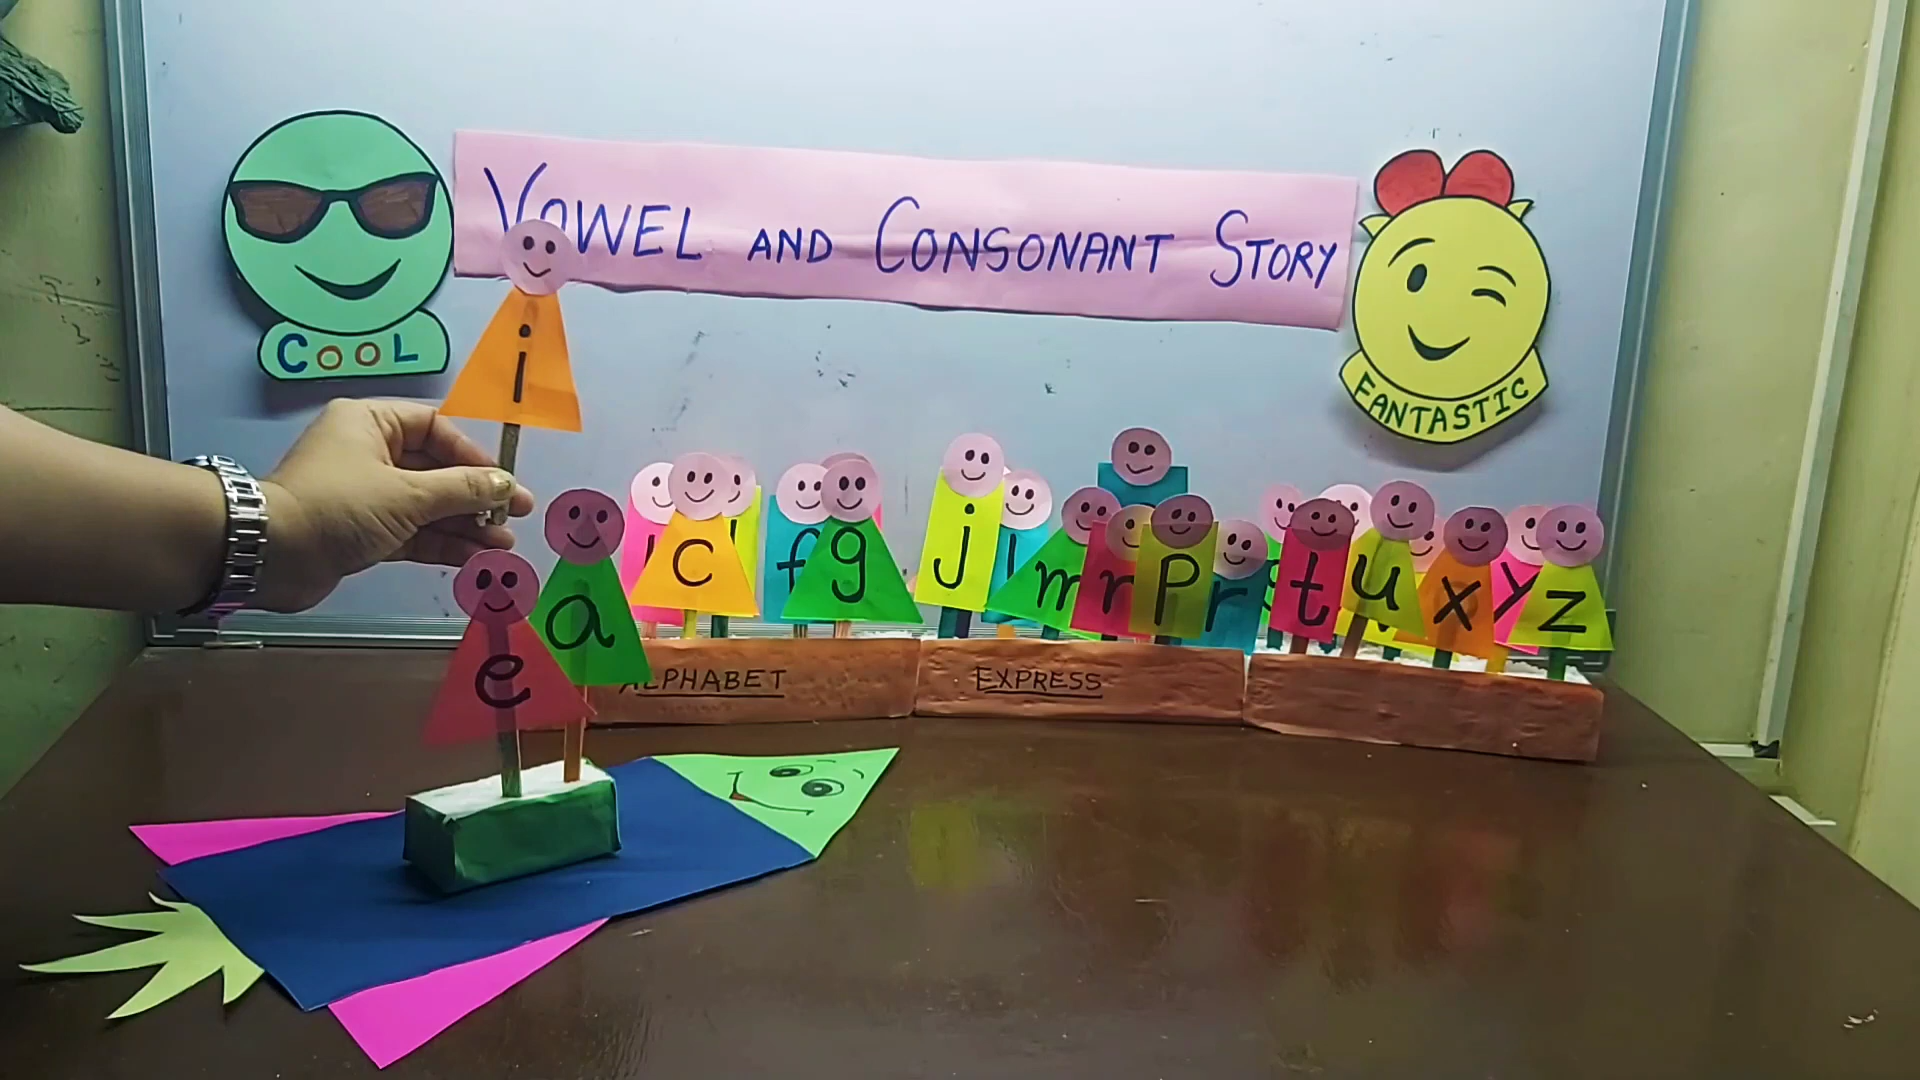 VOWEL AND CONSONANT STORY
COOL
FANTASTIC
i
e
a
c
f
g
j
l
m
n
p
r
t
u
x
y
z
ALPHABET
EXPRESS